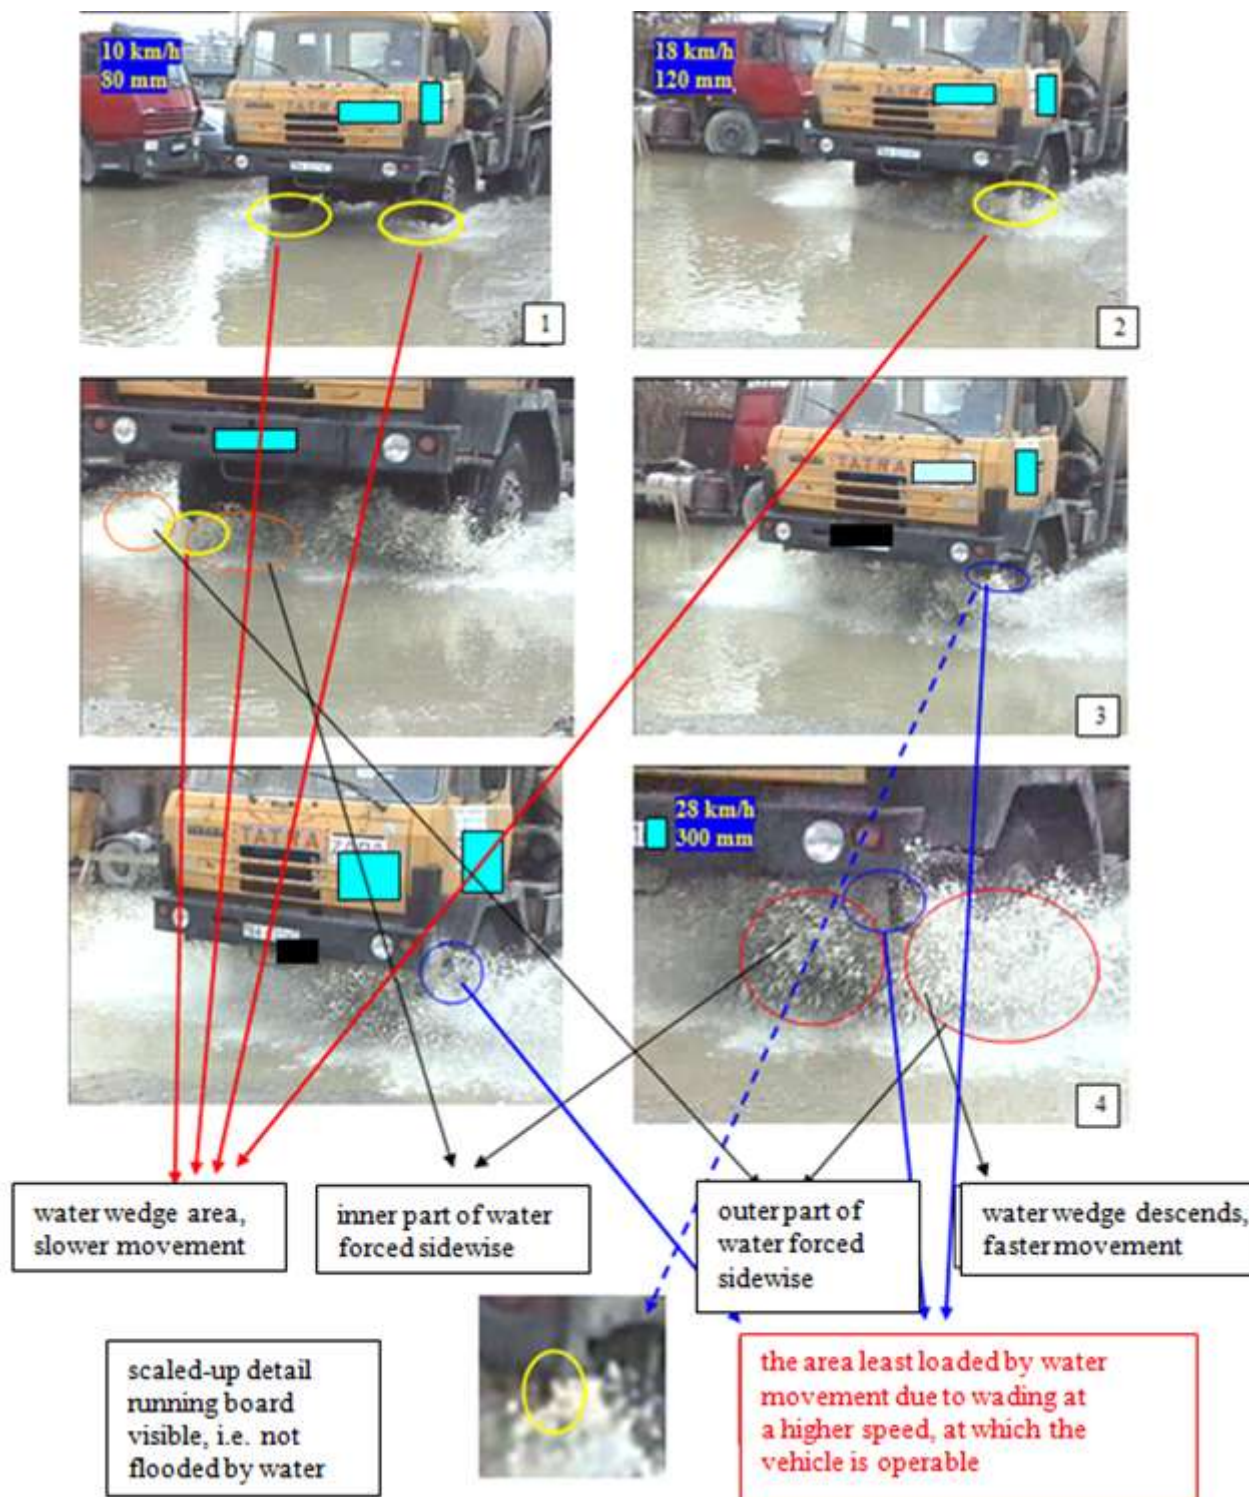 10 km/h
80 mm
TATRA
1
18 km/h
120 mm
TATRA
2
TATRA
3
TATRA
28 km/h
300 mm
4
water wedge area,
slower movement
inner part of water
forced sidewise
outer part of
water forced
sidewise
water wedge descends,
faster movement
scaled-up detail
running board
visible, i.e. not
flooded by water
the area least loaded by water
movement due to wading at
a higher speed, at which the
vehicle is operable